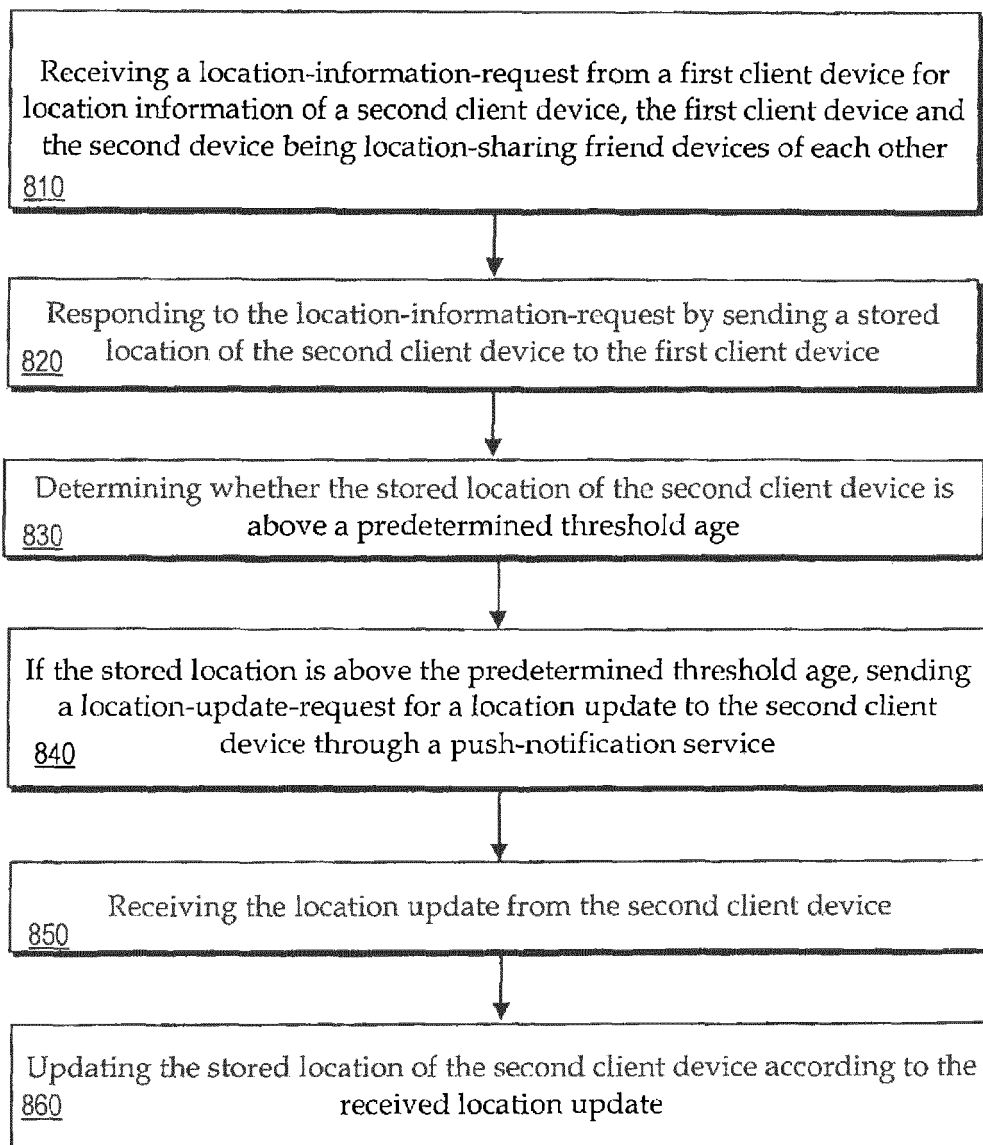 Receiving a location-information-request from a first client device for
location information of a second client device, the first client device and
the second device being location-sharing friend devices of each other
810
Responding to the location-information-request by sending a stored
location of the second client device to the first client device
820
Determining whether the stored location of the second client device is
above a predetermined threshold age
830
If the stored location is above the predetermined threshold age, sending
a location-update-request for a location update to the second client
device through a push-notification service
840
Receiving the location update from the second client device
850
Updating the stored location of the second client device according to the
received location update
860